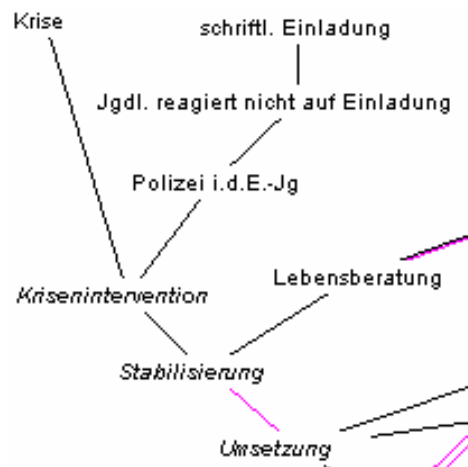 Krise
schriftl. Einladung
Jgdl. reagiert nicht auf Einladung
Polizei i.d.E.-Jg
Lebensberatung
Krisenintervention
Stabilisierung
Umsetzung